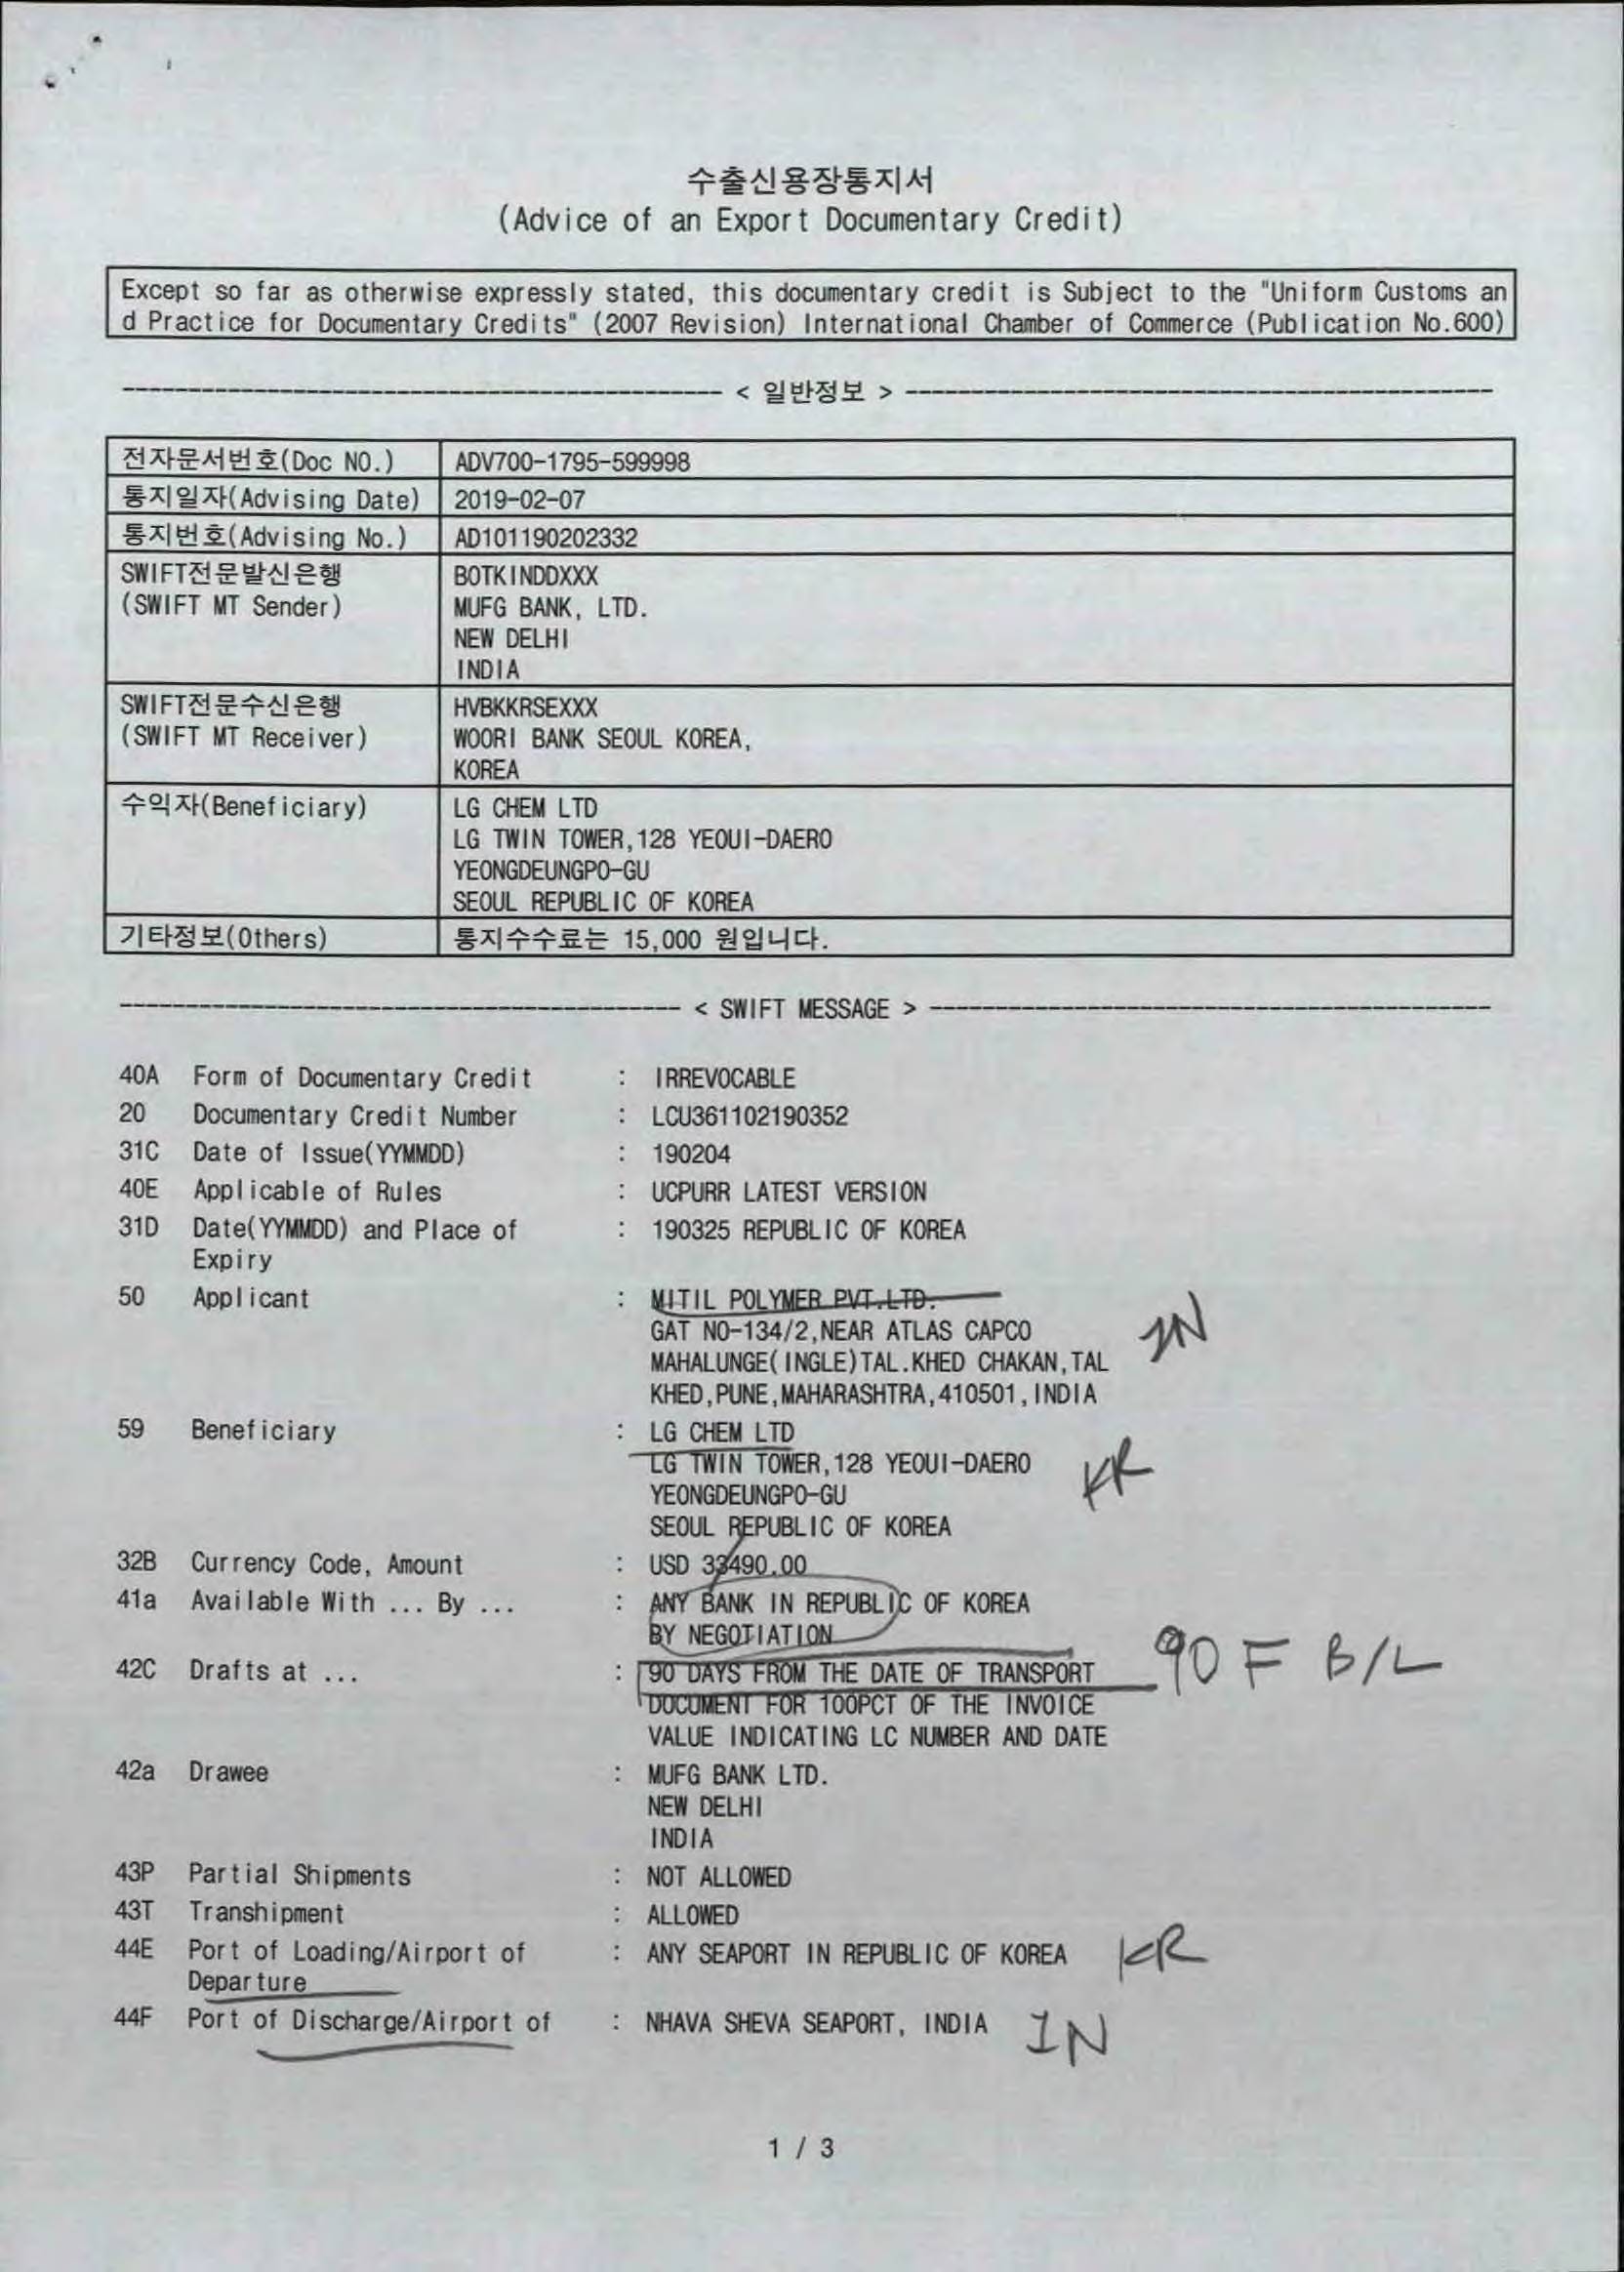 수출신용장통지서
(Advice of an Export Documentary Credit)
Except so far as otherwise expressly stated, this documentary credit is Subject to the "Uniform Customs an
d Practice for Documentary Credits" (2007 Revision) International Chamber of Commerce (Publication No.600)
< 일반정보 >
전자문서번호(Doc NO.) ADV700-1795-599998
통지일자(Advising Date) 2019-02-07
통지번호(Advising No.) AD101190202332
SWIFT전문발신은행 BOTKINDDXXX
(SWIFT MT Sender) MUFG BANK, LTD.
NEW DELHI
INDIA
SWIFT전문수신은행 HVBKKRSEXXX
(SWIFT MT Receiver) WOORI BANK SEOUL KOREA,
KOREA
수익자(Beneficiary) LG CHEM LTD
LG TWIN TOWER,128 YEOUI-DAERO
YEONGDEUNGPO-GU
SEOUL REPUBLIC OF KOREA
기타정보(Others) 통지수수료는 15,000 원입니다.
< SWIFT MESSAGE >
40A Form of Documentary Credit : IRREVOCABLE
20 Documentary Credit Number : LCU361102190352
31C Date of Issue(YYMMDD) : 190204
40E Applicable of Rules : UCPURR LATEST VERSION
31D Date(YYMMDD) and Place of : 190325 REPUBLIC OF KOREA
Expiry
50 Applicant : MITIL POLYMER PVT.LTD.
GAT NO-134/2,NEAR ATLAS CAPCO IN
MAHALUNGE(INGLE)TAL.KHED CHAKAN,TAL
KHED,PUNE,MAHARASHTRA,410501,INDIA
59 Beneficiary : LG CHEM LTD
LG TWIN TOWER,128 YEOUI-DAERO KR
YEONGDEUNGPO-GU
SEOUL REPUBLIC OF KOREA
32B Currency Code, Amount : USD 33490.00
41a Available With ... By ... : ANY BANK IN REPUBLIC OF KOREA
BY NEGOTIATION
42C Drafts at ... : 90 DAYS FROM THE DATE OF TRANSPORT 90 F B/L
DOCUMENT FOR 100PCT OF THE INVOICE
VALUE INDICATING LC NUMBER AND DATE
42a Drawee : MUFG BANK LTD.
NEW DELHI
INDIA
43P Partial Shipments : NOT ALLOWED
43T Transhipment : ALLOWED
44E Port of Loading/Airport of : ANY SEAPORT IN REPUBLIC OF KOREA KR
Departure
44F Port of Discharge/Airport of : NHAVA SHEVA SEAPORT, INDIA IN
1 / 3